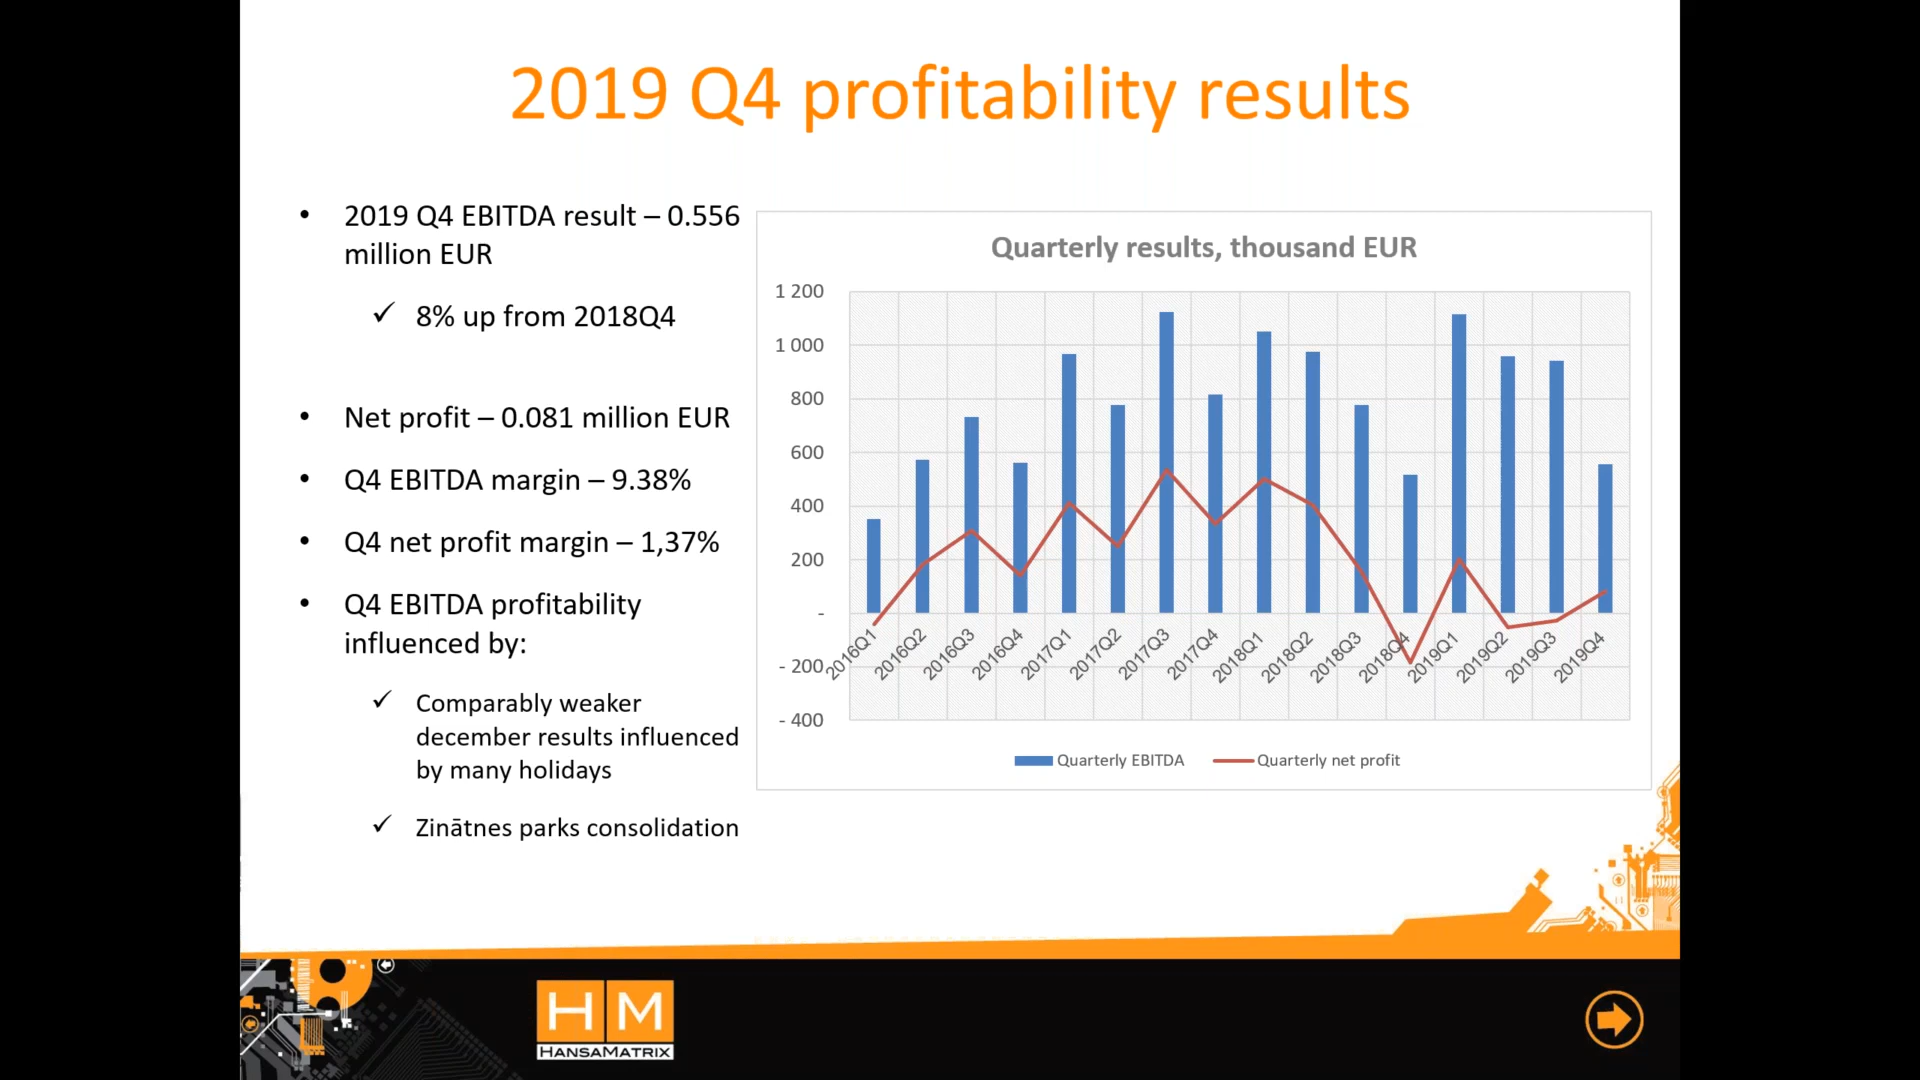 2019 Q4 profitability results
• 2019 Q4 EBITDA result – 0.556
million EUR
✓ 8% up from 2018Q4
• Net profit – 0.081 million EUR
• Q4 EBITDA margin – 9.38%
• Q4 net profit margin – 1,37%
• Q4 EBITDA profitability
influenced by:
✓ Comparably weaker
december results influenced
by many holidays
✓ Zinātnes parks consolidation
Quarterly results, thousand EUR
1 200
1 000
800
600
400
200
-
- 200
- 400
2016Q1
2016Q2
2016Q3
2016Q4
2017Q1
2017Q2
2017Q3
2017Q4
2018Q1
2018Q2
2018Q3
2018Q4
2019Q1
2019Q2
2019Q3
2019Q4
Quarterly EBITDA
Quarterly net profit
HM
HANSAMATRIX